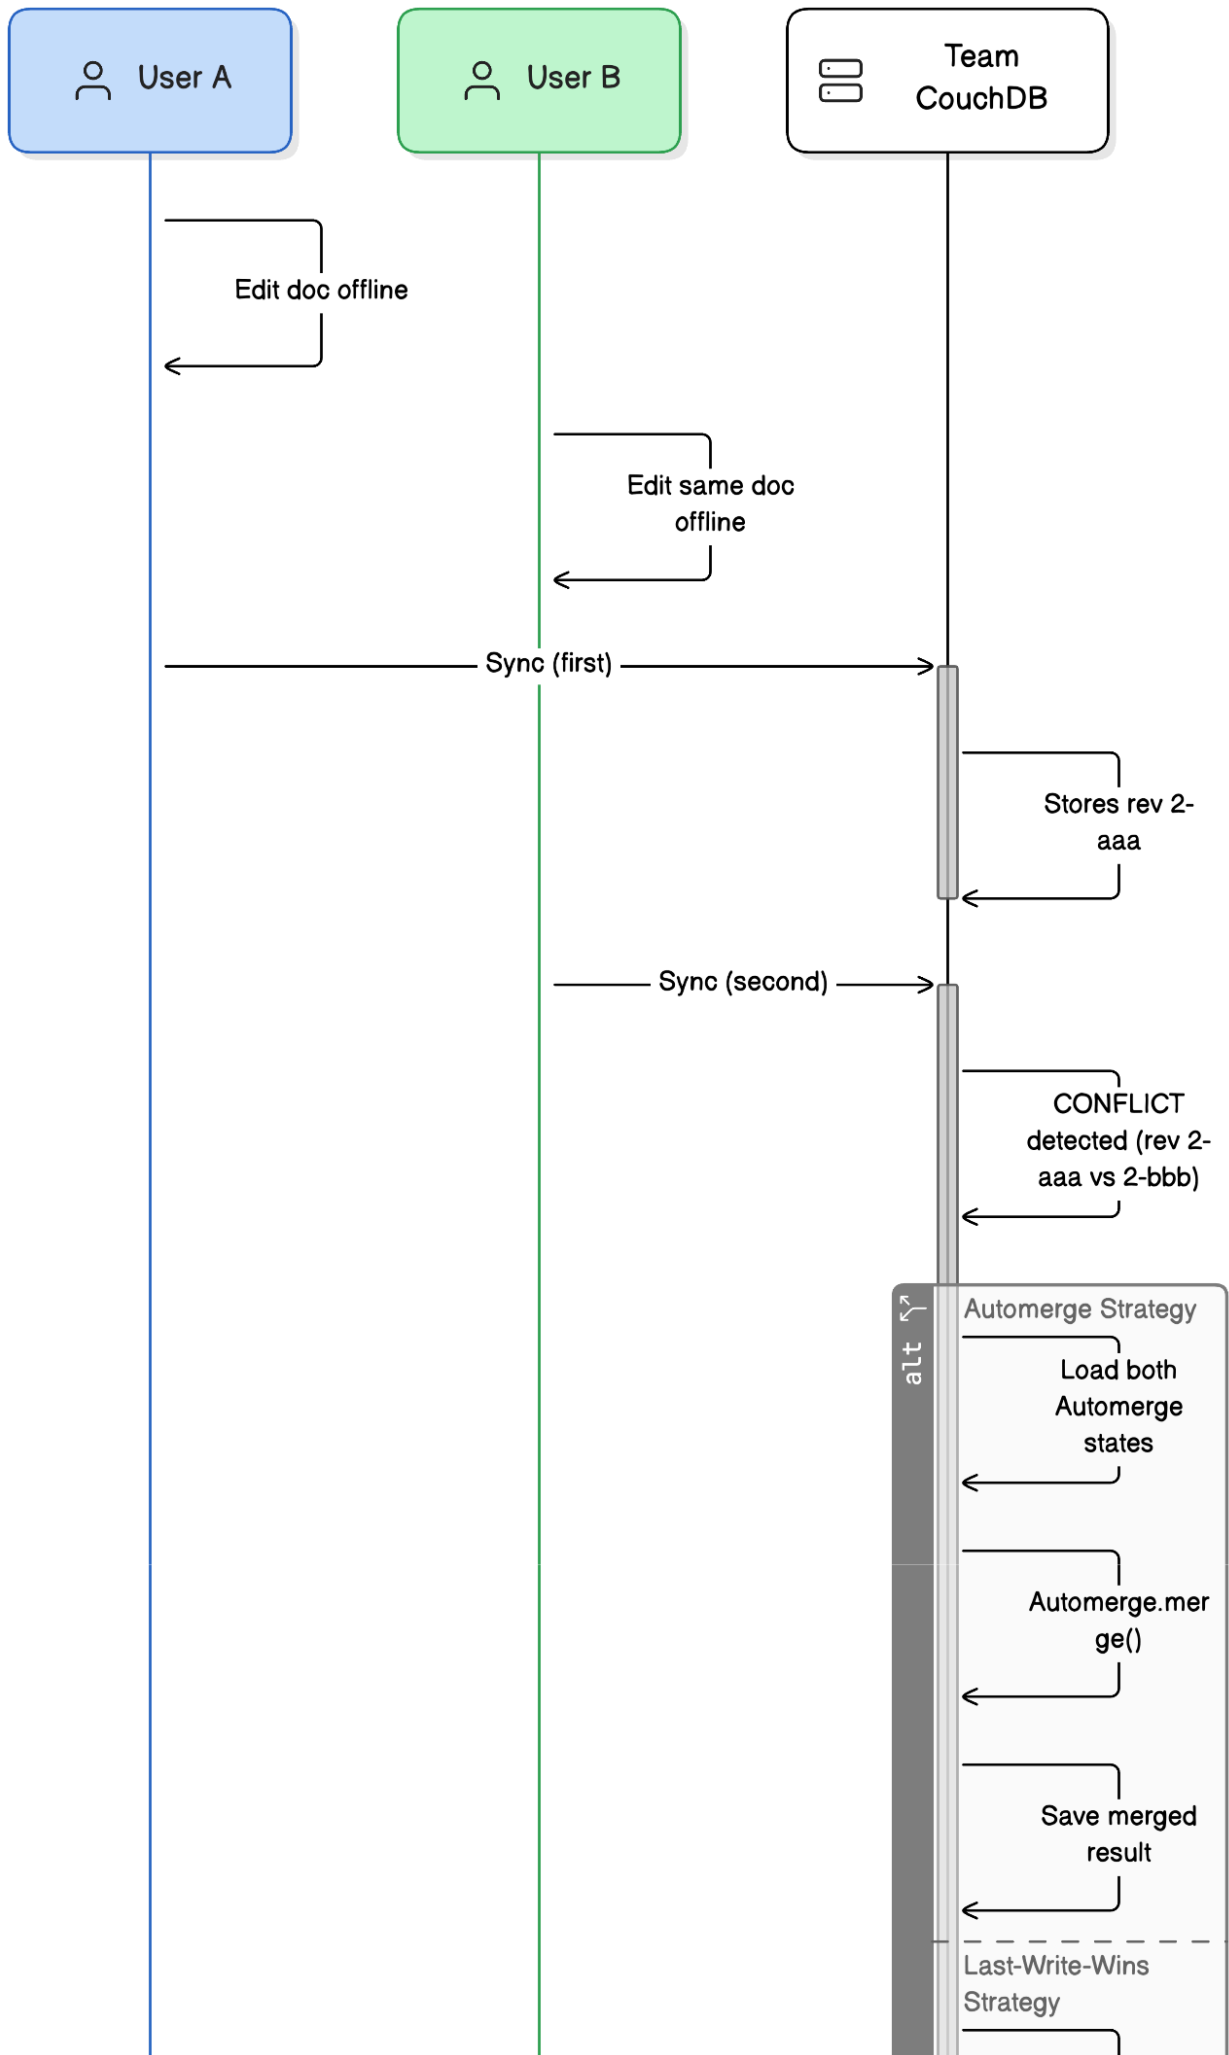 User A
User B
Team
CouchDB
Edit doc offline
Edit same doc
offline
Sync (first)
Stores rev 2-
aaa
Sync (second)
CONFLICT
detected (rev 2-
aaa vs 2-bbb)
alt
Automerge Strategy
Load both
Automerge
states
Automerge.mer
ge()
Save merged
result
Last-Write-Wins
Strategy